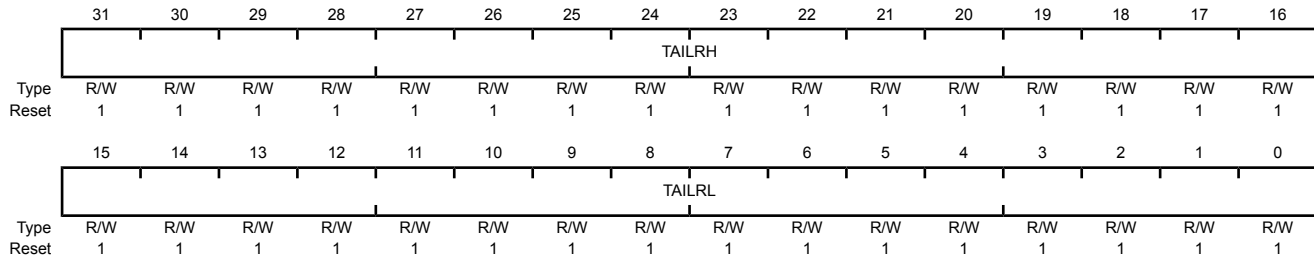 31 30 29 28 27 26 25 24 23 22 21 20 19 18 17 16
TAILRH
Type R/W R/W R/W R/W R/W R/W R/W R/W R/W R/W R/W R/W R/W R/W R/W R/W
Reset 1 1 1 1 1 1 1 1 1 1 1 1 1 1 1 1
15 14 13 12 11 10 9 8 7 6 5 4 3 2 1 0
TAILRL
Type R/W R/W R/W R/W R/W R/W R/W R/W R/W R/W R/W R/W R/W R/W R/W R/W
Reset 1 1 1 1 1 1 1 1 1 1 1 1 1 1 1 1